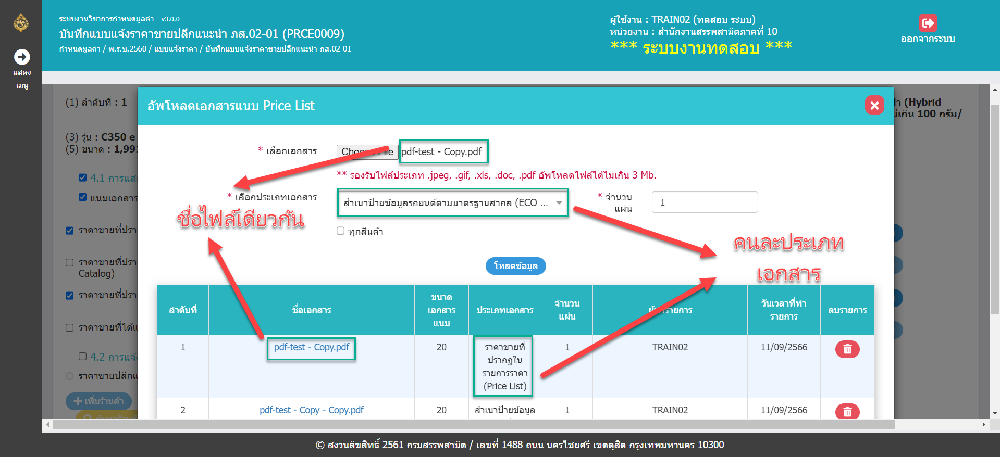 ระบบงานวิชาการกำหนดมูลค่า v3.0.0
บันทึกแบบแจ้งราคาขายปลีกแนะนำ ภส.02-01 (PRCE0009)
กำหนดมูลค่า / พ.ร.บ.2560 / แบบแจ้งราคา / บันทึกแบบแจ้งราคาขายปลีกแนะนำ ภส.02-01
ผู้ใช้งาน : TRAIN02 (ทดสอบ ระบบ)
หน่วยงาน : สำนักงานสรรพสามิตภาคที่ 10
*** ระบบงานทดสอบ ***
ออกจากระบบ
แสดง
เมนู
(1) ลำดับที่ : 1
(Hybrid
100 กรัม/
(3) รุ่น : C350 e
(5) ขนาด : 1,991
4.1 การแส
แนบเอกสาร
ราคาขายที่ปรา
ราคาขายที่ปรา
Catalog)
ราคาขายที่ปรา
ราคาขายที่ได้
4.2 การแจ้
ราคาขายปลีกแ
เพิ่มร้านค้า
อัพโหลดเอกสารแนบ Price List
* เลือกเอกสาร
Choose File pdf-test - Copy.pdf
** รองรับไฟล์ประเภท .jpeg, .gif, .xls, .doc, .pdf อัพโหลดไฟล์ได้ไม่เกิน 3 Mb.
* เลือกประเภทเอกสาร
สำเนาป้ายข้อมูลรถยนต์ตามมาตรฐานสากล (ECO ...
* จำนวน
แผ่น
1
ทุกสินค้า
ชื่อไฟล์เดียวกัน
คนละประเภท
เอกสาร
โหลดข้อมูล
ลำดับที่ ชื่อเอกสาร ขนาดเอกสารแนบ ประเภทเอกสาร จำนวนแผ่น ผู้ทำรายการ วันเวลาที่ทำรายการ ลบรายการ
1 pdf-test - Copy.pdf 20 ราคาขายที่ปรากฏในรายการราคา (Price List) 1 TRAIN02 11/09/2566
2 pdf-test - Copy - Copy.pdf 20 สำเนาป้ายข้อมูล 1 TRAIN02 11/09/2566
© สงวนลิขสิทธิ์ 2561 กรมสรรพสามิต / เลขที่ 1488 ถนน นครไชยศรี เขตดุสิต กรุงเทพมหานคร 10300